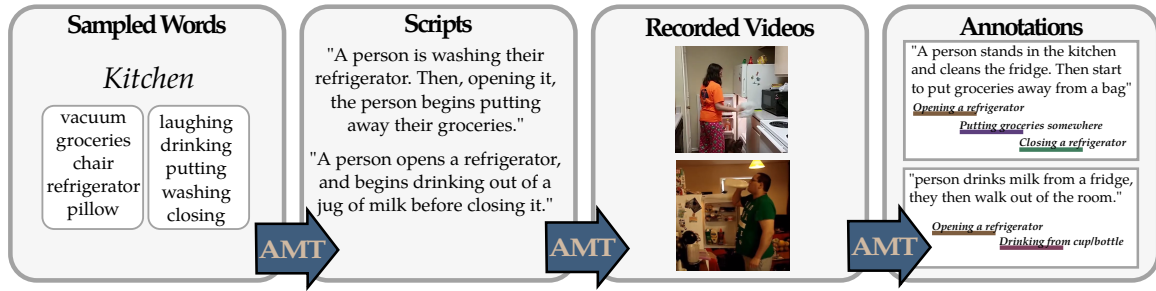 Sampled Words
Kitchen
vacuum
groceries
chair
refrigerator
pillow
laughing
drinking
putting
washing
closing
AMT
Scripts
"A person is washing their
refrigerator. Then, opening it,
the person begins putting
away their groceries."
"A person opens a refrigerator,
and begins drinking out of a
jug of milk before closing it."
AMT
Recorded Videos
AMT
Annotations
"A person stands in the kitchen
and cleans the fridge. Then start
to put groceries away from a bag"
Opening a refrigerator
Putting groceries somewhere
Closing a refrigerator
"person drinks milk from a fridge,
they then walk out of the room."
Opening a refrigerator
Drinking from cup/bottle